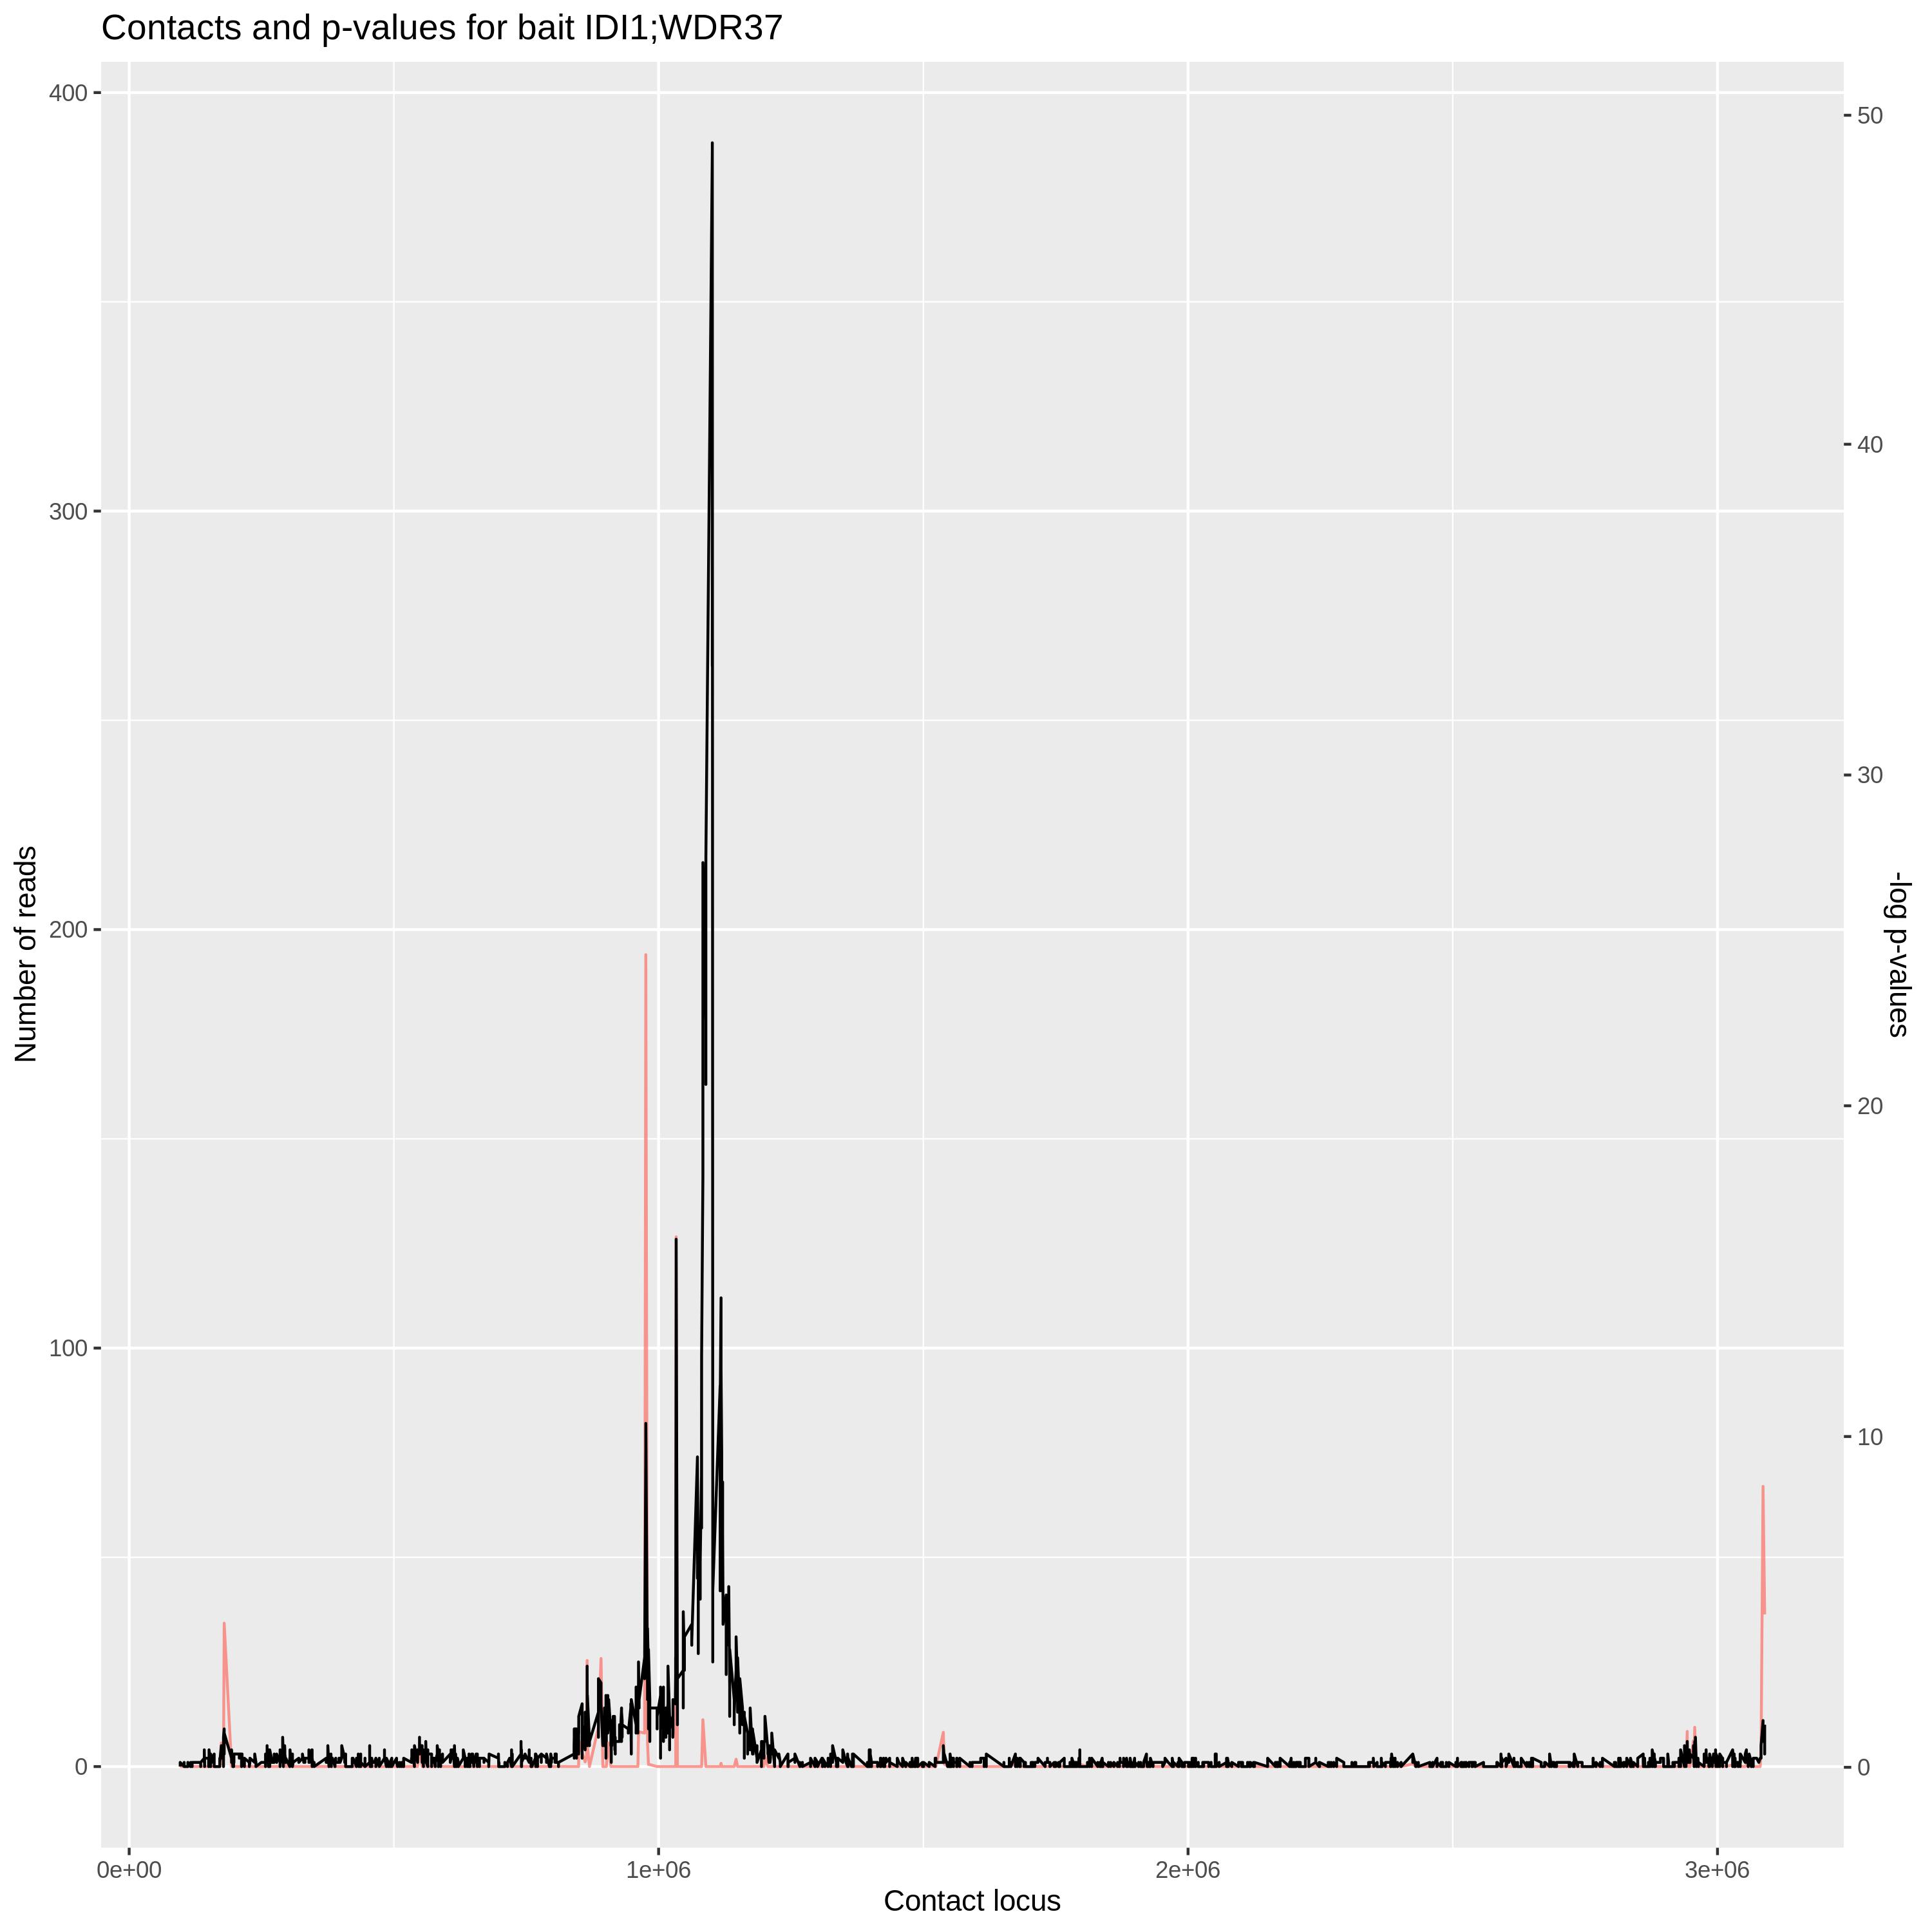 Contacts and p-values for bait IDI1;WDR37
400
300
200
100
0
Number of reads
50
40
30
20
10
0
-log p-values
0e+00
1e+06
2e+06
3e+06
Contact locus